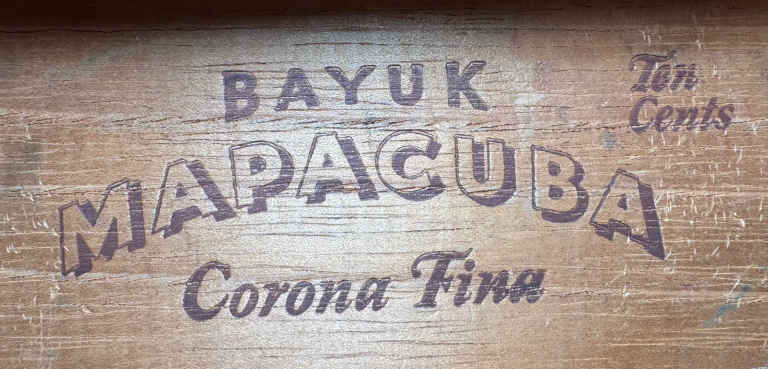 BAYUK
Ten
Cents
MAPACUBA
Corona Fina